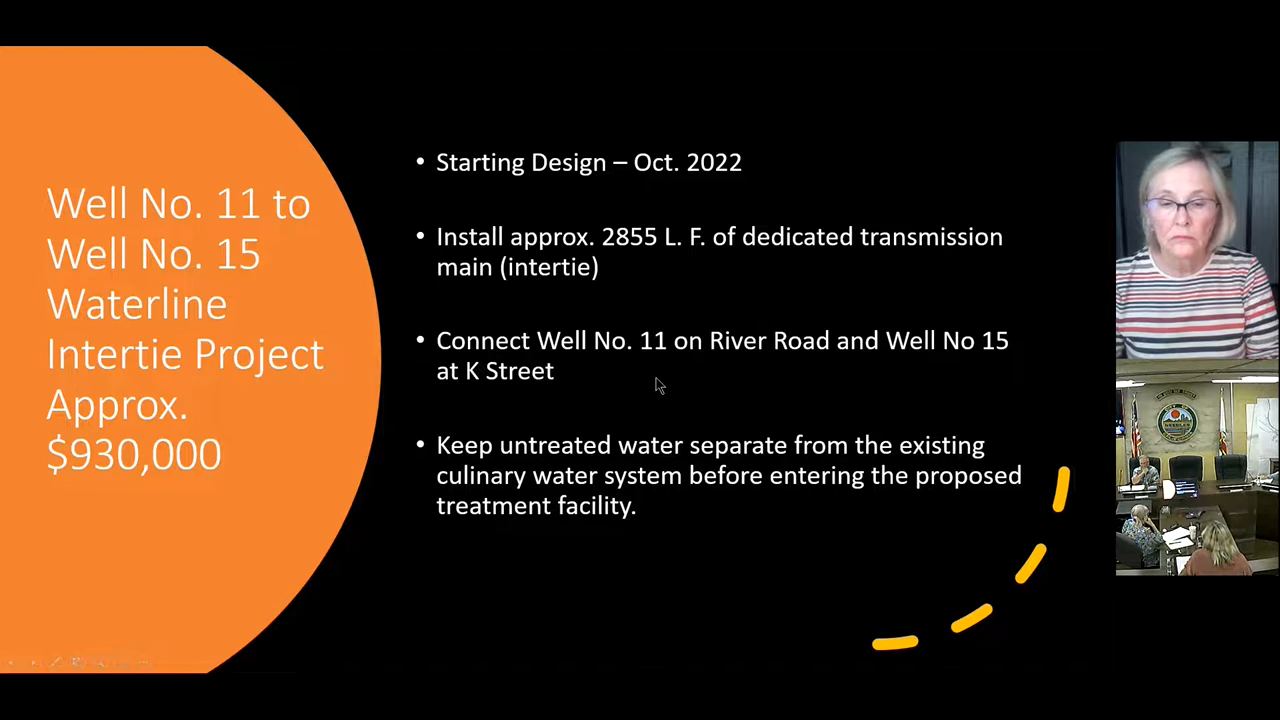 Well No. 11 to
Well No. 15
Waterline
Intertie Project
Approx.
$930,000
• Starting Design – Oct. 2022
• Install approx. 2855 L. F. of dedicated transmission
main (intertie)
• Connect Well No. 11 on River Road and Well No 15
at K Street
• Keep untreated water separate from the existing
culinary water system before entering the proposed
treatment facility.
NEEDLES